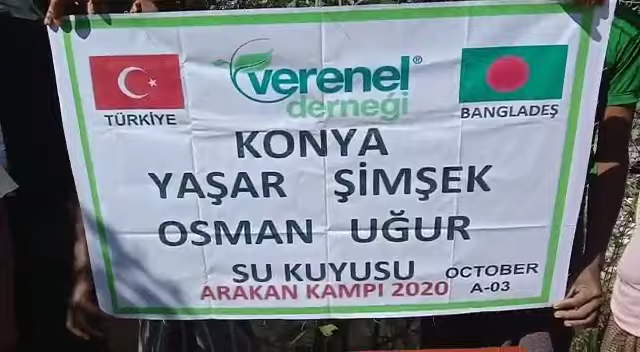 verenel®
derneği
TÜRKİYE
BANGLADEŞ
KONYA
YAŞAR ŞİMŞEK
OSMAN UĞUR
SU KUYUSU
ARAKAN KAMPI 2020
OCTOBER
A-03